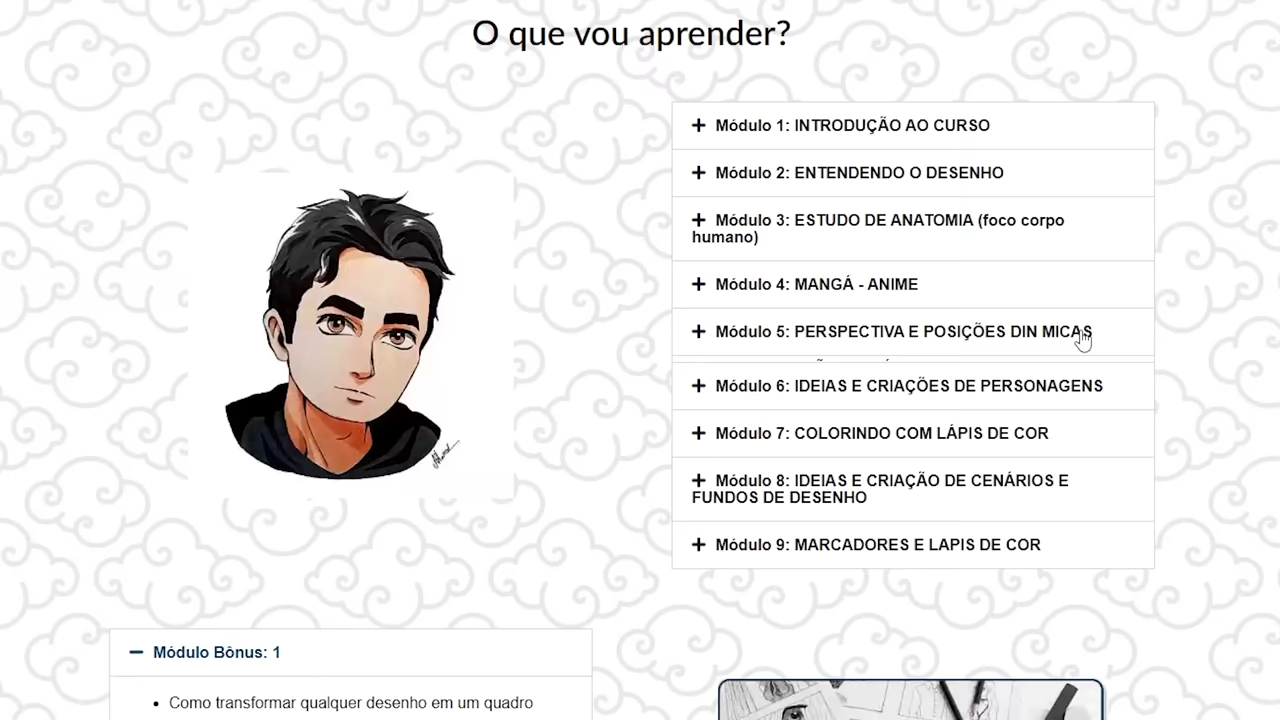 O que vou aprender?
Módulo 1: INTRODUÇÃO AO CURSO
Módulo 2: ENTENDENDO O DESENHO
Módulo 3: ESTUDO DE ANATOMIA (foco corpo
humano)
Módulo 4: MANGÁ - ANIME
Módulo 5: PERSPECTIVA E POSIÇÕES DIN MICAS
Módulo 6: IDEIAS E CRIAÇÕES DE PERSONAGENS
Módulo 7: COLORINDO COM LÁPIS DE COR
Módulo 8: IDEIAS E CRIAÇÃO DE CENÁRIOS E
FUNDOS DE DESENHO
Módulo 9: MARCADORES E LAPIS DE COR
Módulo Bônus: 1
• Como transformar qualquer desenho em um quadro